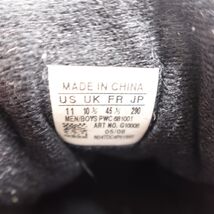 MADE IN CHINA
US UK FR JP
11 10½ 45⅓ 290
MEN/BOYS PWC 681001
ART NO. G10006
05/08